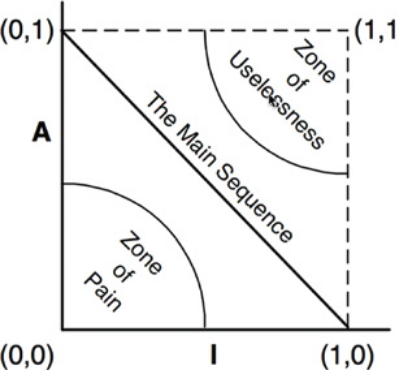 (0,1)
(1,1
Zone
of
Uselessness
The Main Sequence
A
Zone
of
Pain
(0,0)
I
(1,0)